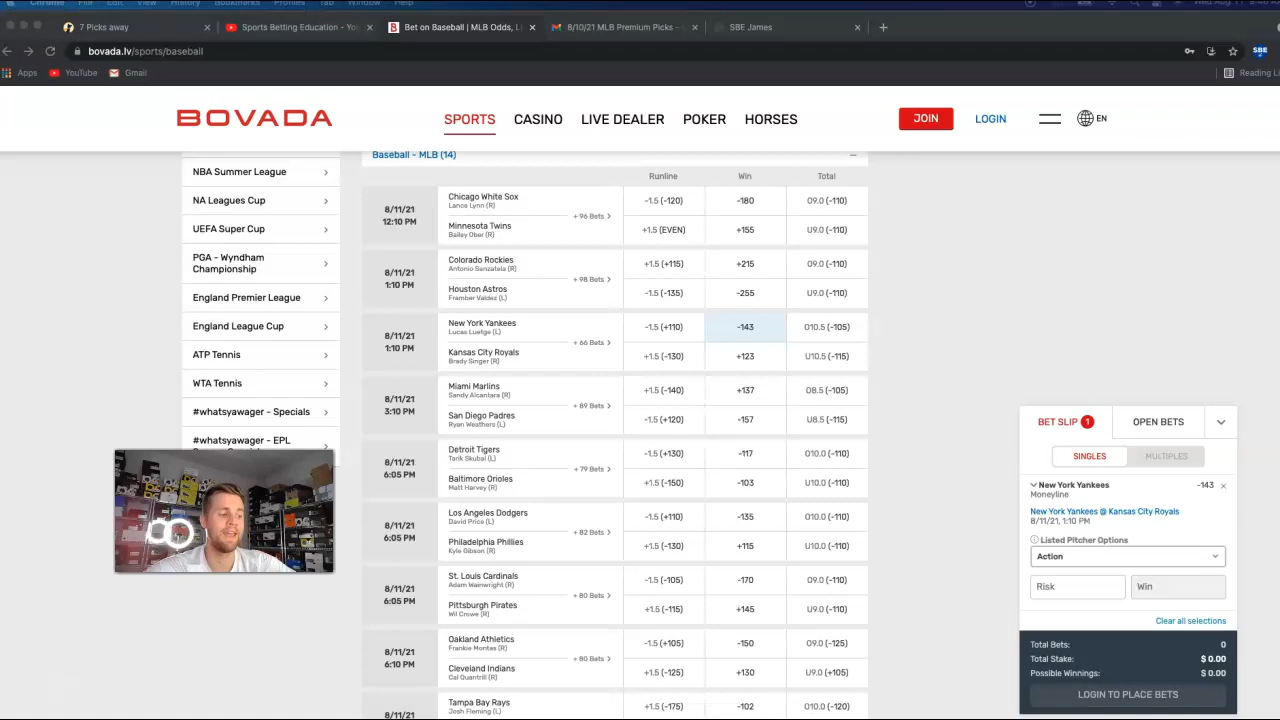 Chrome File Edit View History Bookmarks Profiles Tab Window Help
7 Picks away
Sports Betting Education - YouT
Bet on Baseball | MLB Odds, L
8/10/21 MLB Premium Picks -
SBE James
bovada.lv/sports/baseball
SBE
Apps YouTube Gmail
Reading Li
BOVADA
SPORTS CASINO LIVE DEALER POKER HORSES
JOIN LOGIN EN
NBA Summer League
NA Leagues Cup
UEFA Super Cup
PGA - Wyndham
Championship
England Premier League
England League Cup
ATP Tennis
WTA Tennis
#whatsyawager - Specials
#whatsyawager - EPL
Baseball - MLB (14)
Runline Win Total
8/11/21
12:10 PM
Chicago White Sox
Lance Lynn (R)
Minnesota Twins
Bailey Ober (R)
+ 96 Bets >
-1.5 (-120) -180 O9.0 (-110)
+1.5 (EVEN) +155 U9.0 (-110)
8/11/21
1:10 PM
Colorado Rockies
Antonio Senzatela (R)
Houston Astros
Framber Valdez (L)
+ 98 Bets >
+1.5 (+115) +215 O9.0 (-110)
-1.5 (-135) -255 U9.0 (-110)
8/11/21
1:10 PM
New York Yankees
Lucas Luetge (L)
Kansas City Royals
Brady Singer (R)
+ 66 Bets >
-1.5 (+110) -143 O10.5 (-105)
+1.5 (-130) +123 U10.5 (-115)
8/11/21
3:10 PM
Miami Marlins
Sandy Alcantara (R)
San Diego Padres
Ryan Weathers (L)
+ 89 Bets >
+1.5 (-140) +137 O8.5 (-105)
-1.5 (+120) -157 U8.5 (-115)
8/11/21
6:05 PM
Detroit Tigers
Tarik Skubal (L)
Baltimore Orioles
Matt Harvey (R)
+ 79 Bets >
-1.5 (+130) -117 O10.0 (-110)
+1.5 (-150) -103 U10.0 (-110)
8/11/21
6:05 PM
Los Angeles Dodgers
David Price (L)
Philadelphia Phillies
Kyle Gibson (R)
+ 82 Bets >
-1.5 (+110) -135 O10.0 (-110)
+1.5 (-130) +115 U10.0 (-110)
8/11/21
6:05 PM
St. Louis Cardinals
Adam Wainwright (R)
Pittsburgh Pirates
Wil Crowe (R)
+ 80 Bets >
-1.5 (-105) -170 O9.0 (-110)
+1.5 (-115) +145 U9.0 (-110)
8/11/21
6:10 PM
Oakland Athletics
Frankie Montas (R)
Cleveland Indians
Cal Quantrill (R)
+ 80 Bets >
-1.5 (+105) -150 O9.0 (-125)
+1.5 (-125) +130 U9.0 (+105)
8/11/21
Tampa Bay Rays
Josh Fleming (L)
+1.5 (-175) -102 O10.0 (-120)
BET SLIP 1 OPEN BETS
SINGLES MULTIPLES
New York Yankees -143 ×
Moneyline
New York Yankees @ Kansas City Royals
8/11/21, 1:10 PM
Listed Pitcher Options
Action
Risk Win
Clear all selections
Total Bets: 0
Total Stake: $ 0.00
Possible Winnings: $ 0.00
LOGIN TO PLACE BETS